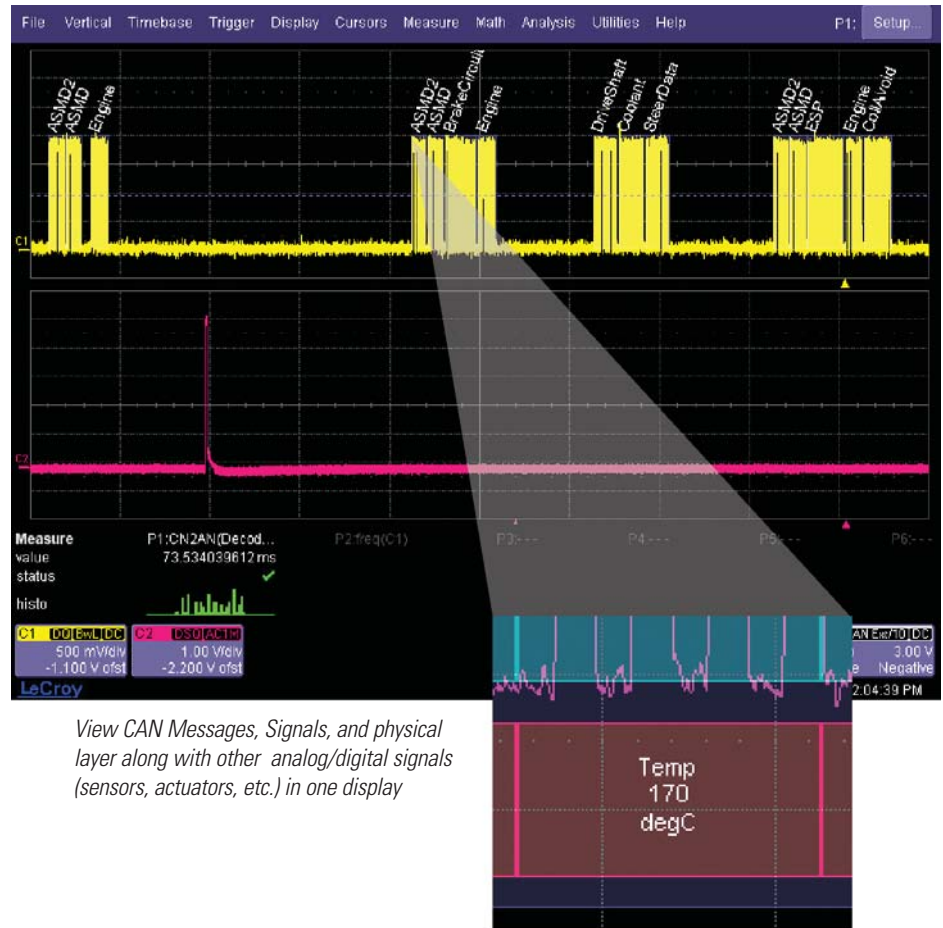 File Vertical Timebase Trigger Display Cursors Measure Math Analysis Utilities Help P1: Setup...
ASMD2 ASMD Engine ASMD2 ASMD BrakeCircuit Engine DriveShaft Coolant SteerData ASMD2 ASMD ESP Engine CollAvoid
C1
C2
Measure P1:CN2AN(Decod... P2:freq(C1) P3:--- P4:--- P5:--- P6:---
value 73.534039612 ms
status
histo
C1 BwL DC C2
500 mV/div 1.00 V/div 3.00 V
-1.100 V ofst -2.200 V ofst Negative
LeCroy 2:04:39 PM
View CAN Messages, Signals, and physical
layer along with other analog/digital signals
(sensors, actuators, etc.) in one display
Temp
170
degC